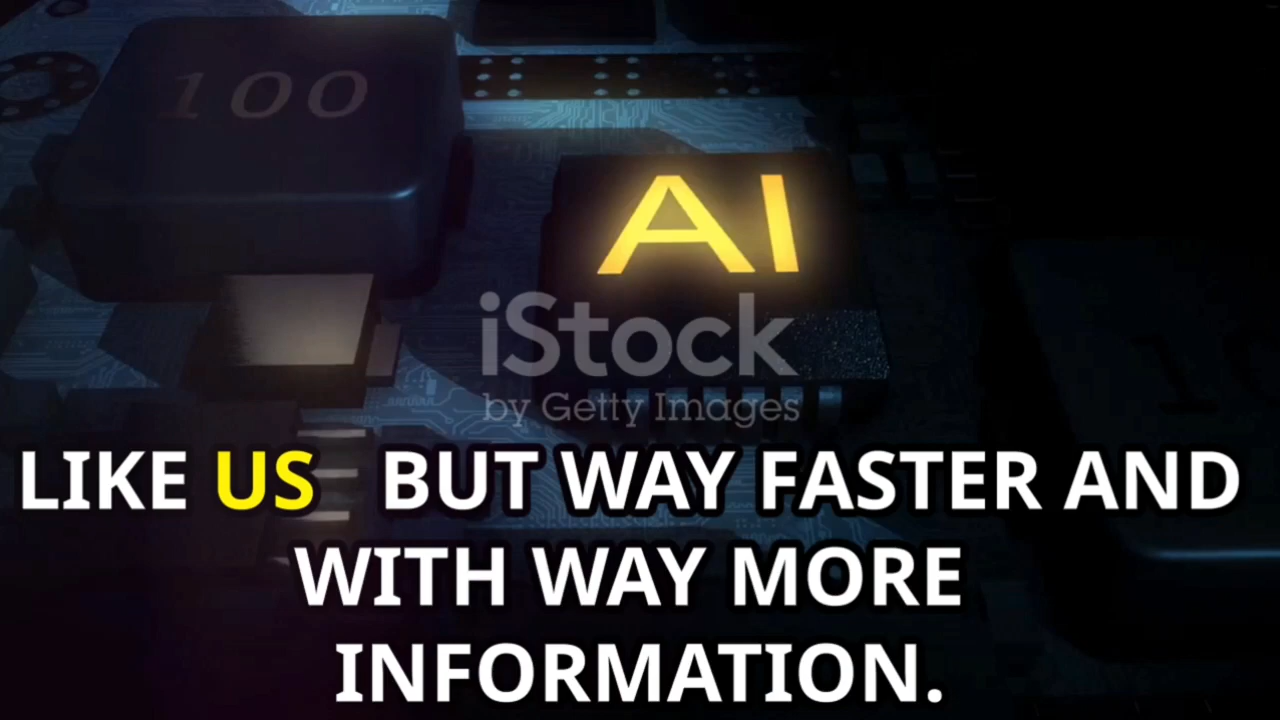 100
AI
iStock
by Getty Images
LIKE US BUT WAY FASTER AND
WITH WAY MORE
INFORMATION.